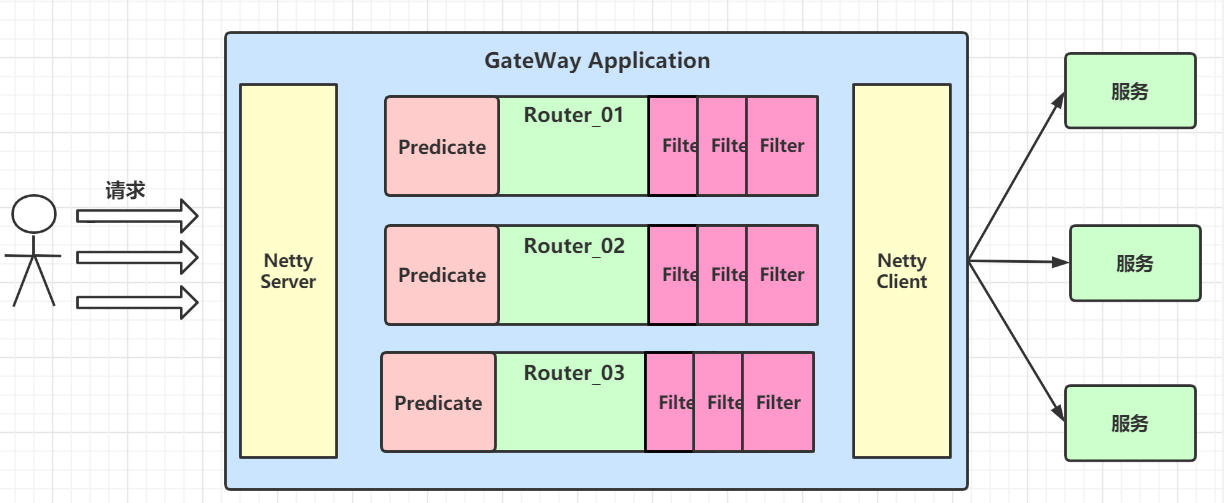 GateWay Application
请求
Netty
Server
Predicate
Router_01
Filte
Filte
Filter
Predicate
Router_02
Filte
Filte
Filter
Predicate
Router_03
Filte
Filte
Filter
Netty
Client
服务
服务
服务